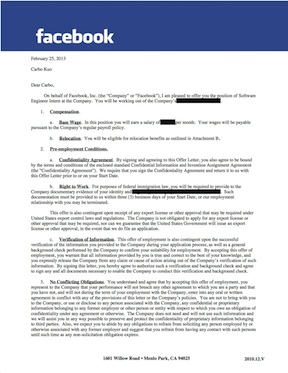 facebook
February 25, 2013
Carbo Kuo
Dear Carbo,
On behalf of Facebook, Inc. (the "Company" or "Facebook"), I am pleased to offer you the position of Software
Engineer Intern at the Company. You will be working out of the Company's
1. Compensation
a. Base Wage. In this position you will earn a salary of per month. Your wages will be payable
pursuant to the Company's regular payroll policy.
b. Relocation. You will be eligible for relocation benefits as outlined in Attachment B.
2. Pre-employment Conditions.
a. Confidentiality Agreement. By signing and agreeing to this Offer Letter, you also agree to be bound
by the terms and conditions of the enclosed standard Confidential Information and Invention Assignment Agreement
(the "Confidentiality Agreement"). We require that you sign the Confidentiality Agreement and return it to us with
this Offer Letter prior to or on your Start Date.
b. Right to Work. For purposes of federal immigration law, you will be required to provide to the
Company documentary evidence of your identity and Such
documentation must be provided to us within three (3) business days of your Start Date, or our employment
relationship with you may be terminated.
This offer is also contingent upon receipt of any export license or other approval that may be required under
United States export control laws and regulations. The Company is not obligated to apply for any export license or
other approval that may be required, nor can we guarantee that the United States Government will issue an export
license or other approval, in the event that we do file an application.
c. Verification of Information. This offer of employment is also contingent upon the successful
verification of the information you provided to the Company during your application process, as well as a general
background check performed by the Company to confirm your suitability for employment. By accepting this offer of
employment, you warrant that all information provided by you is true and correct to the best of your knowledge, and
you expressly release the Company from any claim or cause of action arising out of the Company's verification of such
information. By signing this letter, you hereby agree to authorize such a verification and background check and agree
to sign any and all documents necessary to enable the Company to conduct this verification and background check.
3. No Conflicting Obligations. You understand and agree that by accepting this offer of employment, you
represent to the Company that your performance will not breach any other agreement to which you are a party and that
you have not, and will not during the term of your employment with the Company, enter into any oral or written
agreement in conflict with any of the provisions of this letter or the Company's policies. You are not to bring with you
to the Company, or use or disclose to any person associated with the Company, any confidential or proprietary
information belonging to any former employer or other person or entity with respect to which you owe an obligation of
confidentiality under any agreement or otherwise. The Company does not need and will not use such information and
we will assist you in any way possible to preserve and protect the confidentiality of proprietary information belonging
to third parties. Also, we expect you to abide by any obligations to refrain from soliciting any person employed by or
otherwise associated with any former employer and suggest that you refrain from having any contact with such persons
until such time as any non-solicitation obligation expires.
1601 Willow Road • Menlo Park, CA 94025
2010.12.V